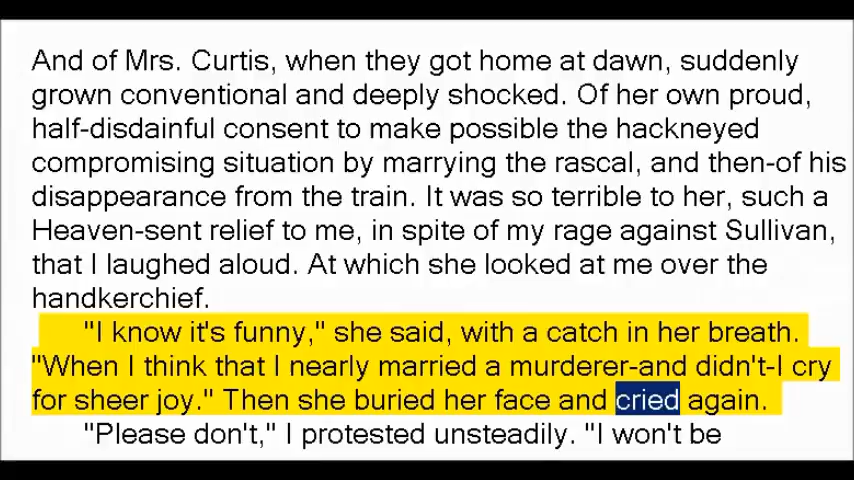 And of Mrs. Curtis, when they got home at dawn, suddenly
grown conventional and deeply shocked. Of her own proud,
half-disdainful consent to make possible the hackneyed
compromising situation by marrying the rascal, and then-of his
disappearance from the train. It was so terrible to her, such a
Heaven-sent relief to me, in spite of my rage against Sullivan,
that I laughed aloud. At which she looked at me over the
handkerchief.
"I know it's funny," she said, with a catch in her breath.
"When I think that I nearly married a murderer-and didn't-I cry
for sheer joy." Then she buried her face and cried again.
"Please don't," I protested unsteadily. "I won't be